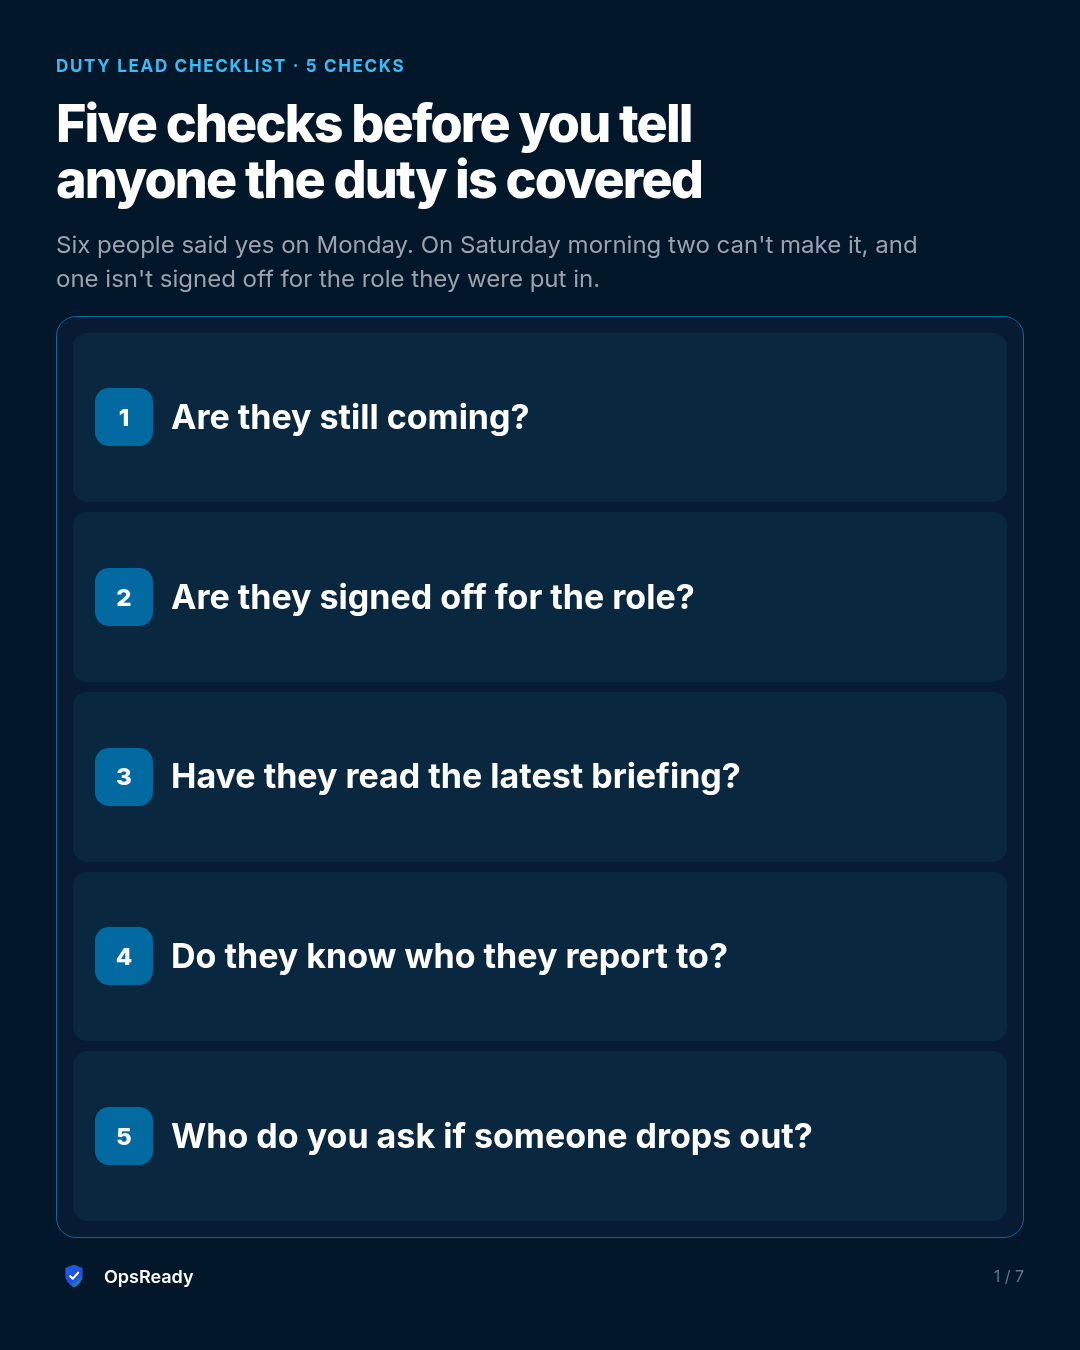 DUTY LEAD CHECKLIST · 5 CHECKS
Five checks before you tell
anyone the duty is covered
Six people said yes on Monday. On Saturday morning two can't make it, and
one isn't signed off for the role they were put in.
1 Are they still coming?
2 Are they signed off for the role?
3 Have they read the latest briefing?
4 Do they know who they report to?
5 Who do you ask if someone drops out?
OpsReady
1 / 7